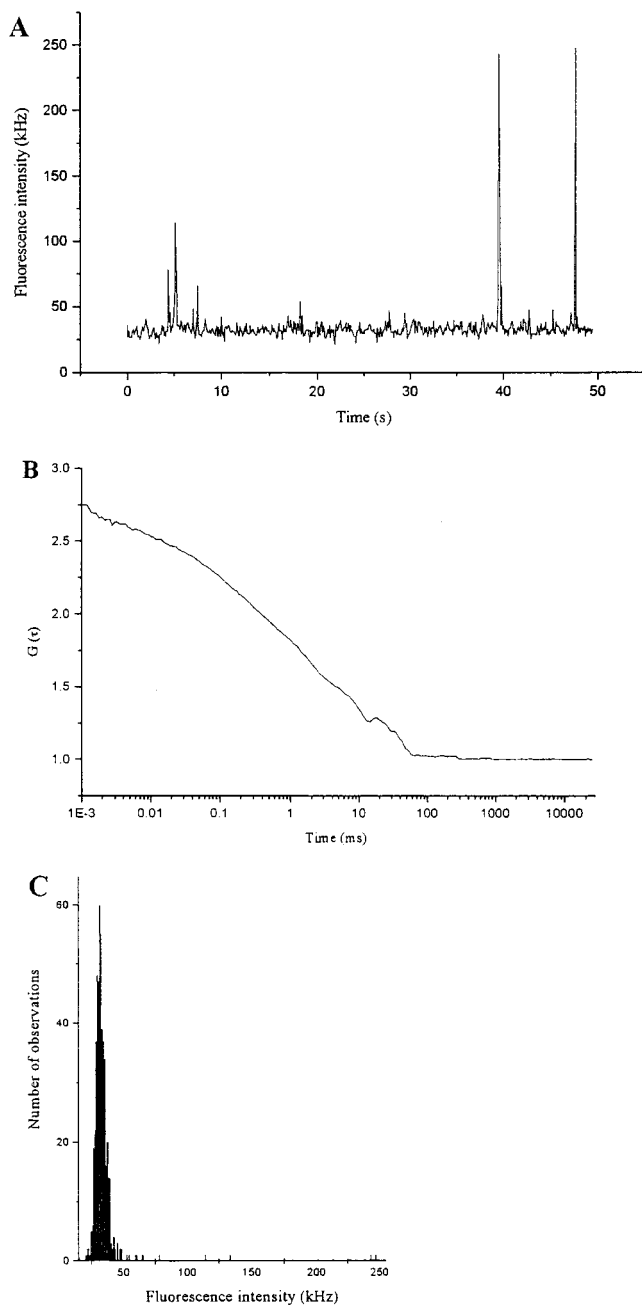 A
250
200
150
100
50
0
Fluorescence intensity (kHz)
0 10 20 30 40 50
Time (s)
B
3.0
2.5
2.0
1.5
1.0
G (τ)
1E-3 0.01 0.1 1 10 100 1000 10000
Time (ms)
C
60
40
20
0
Number of observations
50 100 150 200 250
Fluorescence intensity (kHz)